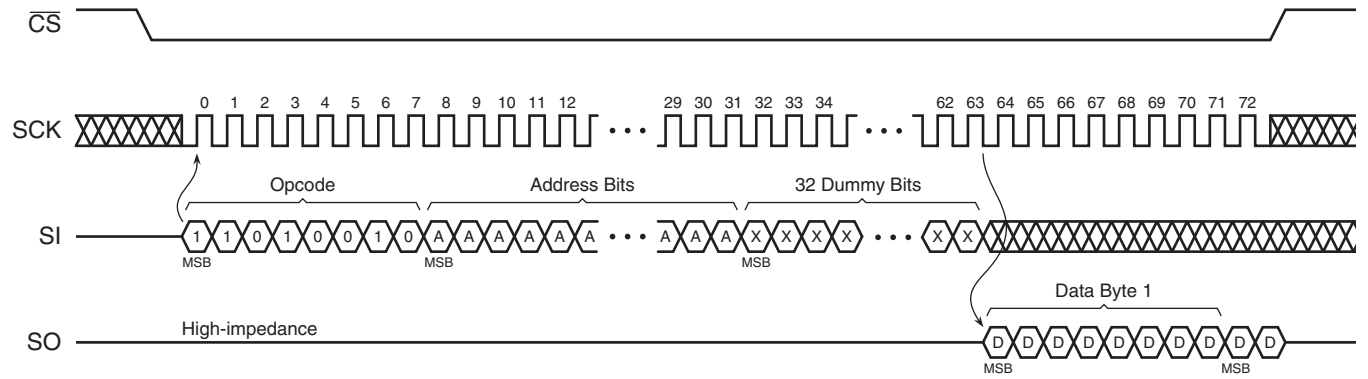 CS
0 1 2 3 4 5 6 7 8 9 10 11 12 29 30 31 32 33 34 62 63 64 65 66 67 68 69 70 71 72
SCK
Opcode Address Bits 32 Dummy Bits
SI 1 1 0 1 0 0 1 0 A A A A A A A A A X X X X X X
MSB MSB MSB
Data Byte 1
High-impedance
SO D D D D D D D D D D
MSB MSB